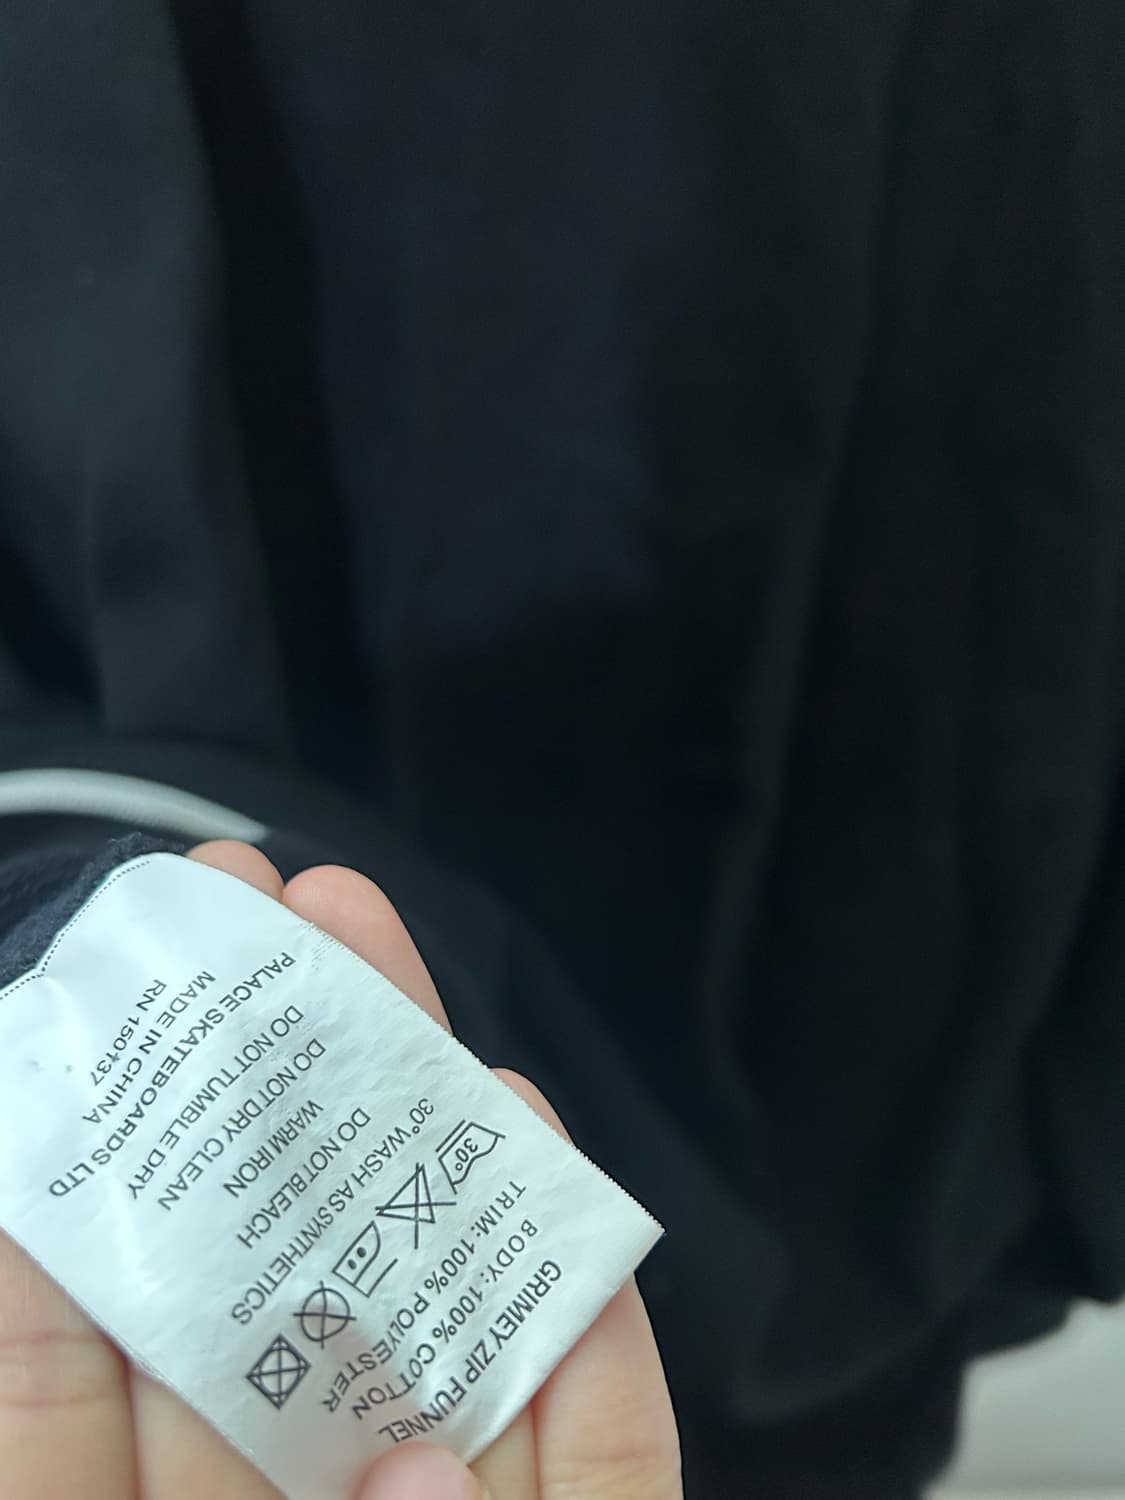 GRIMEY ZIP FUNNEL
BODY: 100% COTTON
TRIM: 100% POLYESTER
30°
30° WASH AS SYNTHETICS
DO NOT BLEACH
WARM IRON
DO NOT DRY CLEAN
DO NOT TUMBLE DRY
PALACE SKATEBOARDS LTD
MADE IN CHINA
RN